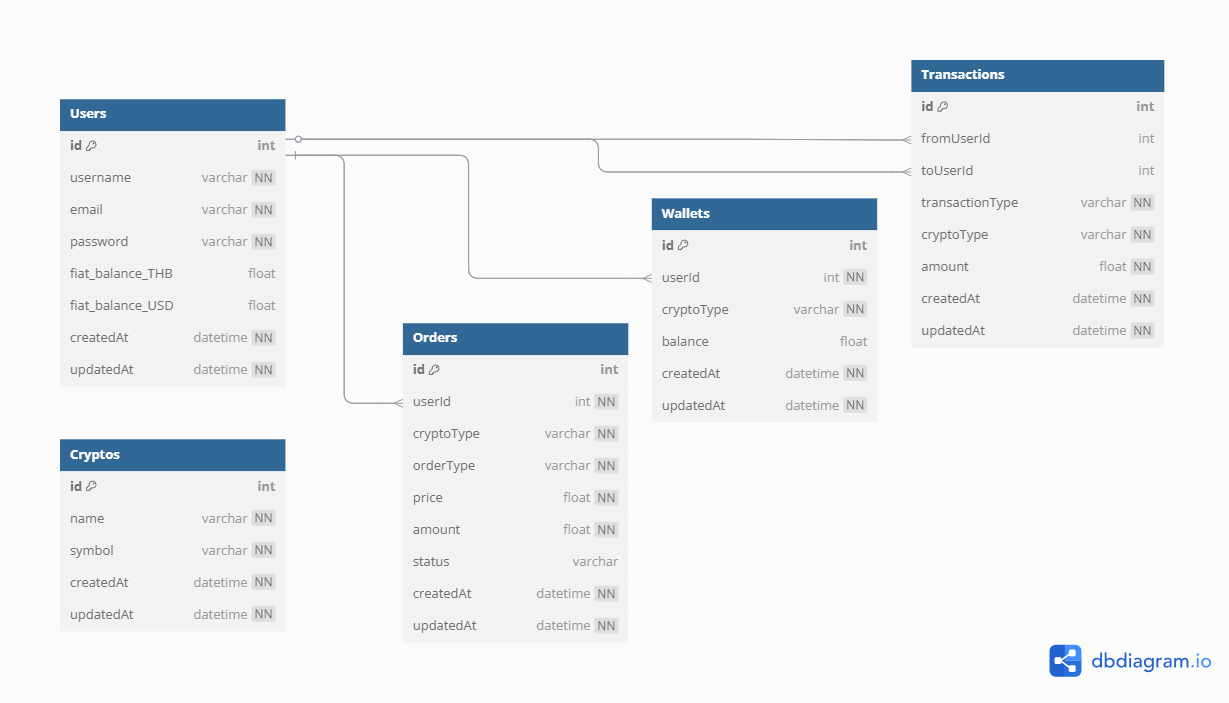 Users
id int
username varchar NN
email varchar NN
password varchar NN
fiat_balance_THB float
fiat_balance_USD float
createdAt datetime NN
updatedAt datetime NN
Cryptos
id int
name varchar NN
symbol varchar NN
createdAt datetime NN
updatedAt datetime NN
Orders
id int
userId int NN
cryptoType varchar NN
orderType varchar NN
price float NN
amount float NN
status varchar
createdAt datetime NN
updatedAt datetime NN
Wallets
id int
userId int NN
cryptoType varchar NN
balance float
createdAt datetime NN
updatedAt datetime NN
Transactions
id int
fromUserId int
toUserId int
transactionType varchar NN
cryptoType varchar NN
amount float NN
createdAt datetime NN
updatedAt datetime NN
dbdiagram.io